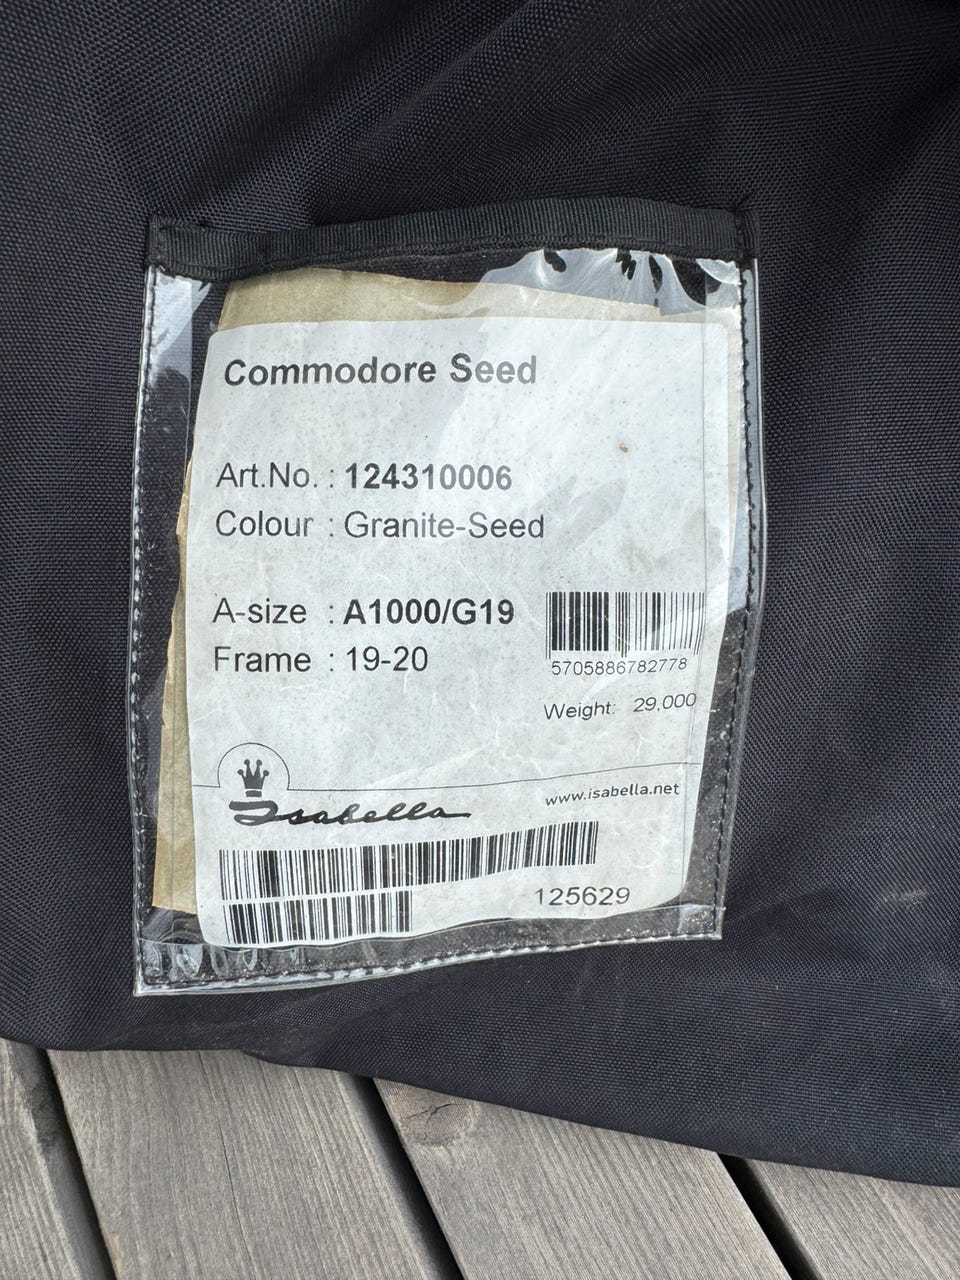 Commodore Seed
Art.No. : 124310006
Colour : Granite-Seed
A-size : A1000/G19
Frame : 19-20
5705886782778
Weight: 29,000
Isabella
www.isabella.net
125629